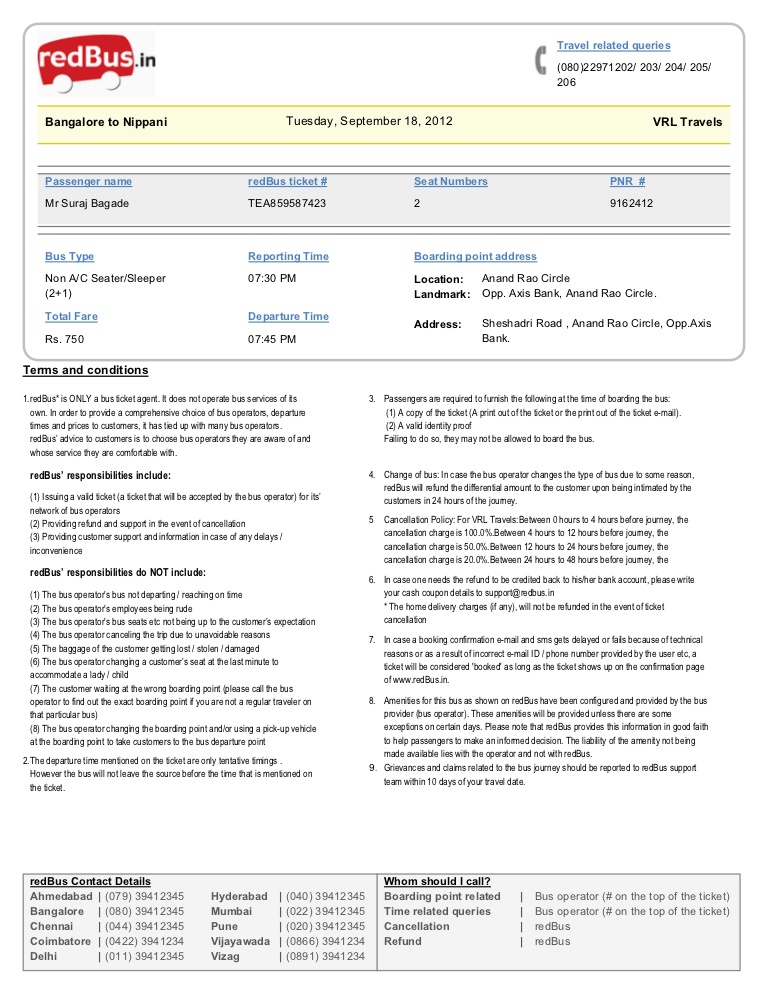 redBus.in
Travel related queries
(080)22971202/ 203/ 204/ 205/
206
Bangalore to Nippani Tuesday, September 18, 2012 VRL Travels
Passenger name redBus ticket # Seat Numbers PNR #
Mr Suraj Bagade TEA859587423 2 9162412
Bus Type Reporting Time Boarding point address
Non A/C Seater/Sleeper 07:30 PM Location: Anand Rao Circle
(2+1) Landmark: Opp. Axis Bank, Anand Rao Circle.
Total Fare Departure Time
Address: Sheshadri Road , Anand Rao Circle, Opp.Axis
Rs. 750 07:45 PM Bank.
Terms and conditions
1.redBus* is ONLY a bus ticket agent. It does not operate bus services of its
own. In order to provide a comprehensive choice of bus operators, departure
times and prices to customers, it has tied up with many bus operators.
redBus' advice to customers is to choose bus operators they are aware of and
whose service they are comfortable with.
redBus' responsibilities include:
(1) Issuing a valid ticket (a ticket that will be accepted by the bus operator) for its'
network of bus operators
(2) Providing refund and support in the event of cancellation
(3) Providing customer support and information in case of any delays /
inconvenience
redBus' responsibilities do NOT include:
(1) The bus operator's bus not departing / reaching on time
(2) The bus operator's employees being rude
(3) The bus operator's bus seats etc not being up to the customer's expectation
(4) The bus operator canceling the trip due to unavoidable reasons
(5) The baggage of the customer getting lost / stolen / damaged
(6) The bus operator changing a customer's seat at the last minute to
accommodate a lady / child
(7) The customer waiting at the wrong boarding point (please call the bus
operator to find out the exact boarding point if you are not a regular traveler on
that particular bus)
(8) The bus operator changing the boarding point and/or using a pick-up vehicle
at the boarding point to take customers to the bus departure point
2.The departure time mentioned on the ticket are only tentative timings .
However the bus will not leave the source before the time that is mentioned on
the ticket.
3. Passengers are required to furnish the following at the time of boarding the bus:
(1) A copy of the ticket (A print out of the ticket or the print out of the ticket e-mail).
(2) A valid identity proof
Failing to do so, they may not be allowed to board the bus.
4. Change of bus: In case the bus operator changes the type of bus due to some reason,
redBus will refund the differential amount to the customer upon being intimated by the
customers in 24 hours of the journey.
5 Cancellation Policy: For VRL Travels:Between 0 hours to 4 hours before journey, the
cancellation charge is 100.0%.Between 4 hours to 12 hours before journey, the
cancellation charge is 50.0%.Between 12 hours to 24 hours before journey, the
cancellation charge is 20.0%.Between 24 hours to 48 hours before journey, the
6. In case one needs the refund to be credited back to his/her bank account, please write
your cash coupon details to support@redbus.in
* The home delivery charges (if any), will not be refunded in the event of ticket
cancellation
7. In case a booking confirmation e-mail and sms gets delayed or fails because of technical
reasons or as a result of incorrect e-mail ID / phone number provided by the user etc, a
ticket will be considered 'booked' as long as the ticket shows up on the confirmation page
of www.redBus.in.
8. Amenities for this bus as shown on redBus have been configured and provided by the bus
provider (bus operator). These amenities will be provided unless there are some
exceptions on certain days. Please note that redBus provides this information in good faith
to help passengers to make an informed decision. The liability of the amenity not being
made available lies with the operator and not with redBus.
9. Grievances and claims related to the bus journey should be reported to redBus support
team within 10 days of your travel date.
redBus Contact Details
Ahmedabad | (079) 39412345 Hyderabad | (040) 39412345
Bangalore | (080) 39412345 Mumbai | (022) 39412345
Chennai | (044) 39412345 Pune | (020) 39412345
Coimbatore | (0422) 3941234 Vijayawada | (0866) 3941234
Delhi | (011) 39412345 Vizag | (0891) 3941234
Whom should I call?
Boarding point related | Bus operator (# on the top of the ticket)
Time related queries | Bus operator (# on the top of the ticket)
Cancellation | redBus
Refund | redBus